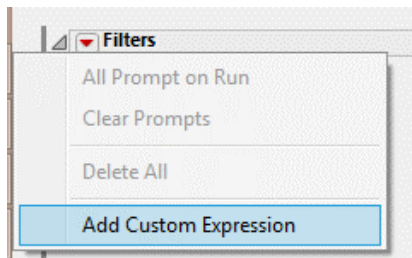 Filters
All Prompt on Run
Clear Prompts
Delete All
Add Custom Expression